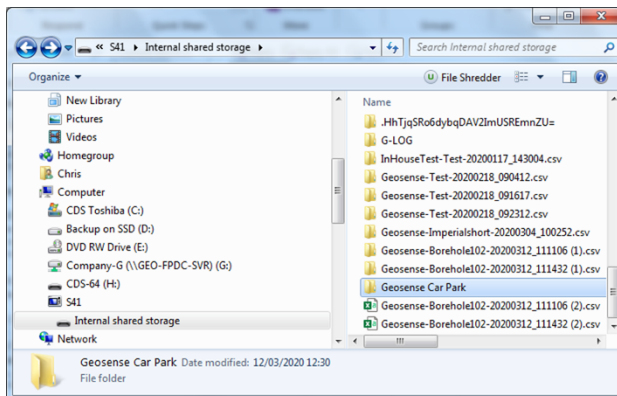 « S41 ▸ Internal shared storage ▸
Search Internal shared storage
Organize
File Shredder
New Library
Pictures
Videos
Homegroup
Chris
Computer
CDS Toshiba (C:)
Backup on SSD (D:)
DVD RW Drive (E:)
Company-G (\\GEO-FPDC-SVR) (G:)
CDS-64 (H:)
S41
Internal shared storage
Network
Name
.HhTjqSRo6dybqDAV2ImUSREmnZU=
G-LOG
InHouseTest-Test-20200117_143004.csv
Geosense-Test-20200218_090412.csv
Geosense-Test-20200218_091617.csv
Geosense-Test-20200218_092312.csv
Geosense-Imperialshort-20200304_100252.csv
Geosense-Borehole102-20200312_111106 (1).csv
Geosense-Borehole102-20200312_111432 (1).csv
Geosense Car Park
Geosense-Borehole102-20200312_111106 (2).csv
Geosense-Borehole102-20200312_111432 (2).csv
Geosense Car Park Date modified: 12/03/2020 12:30
File folder